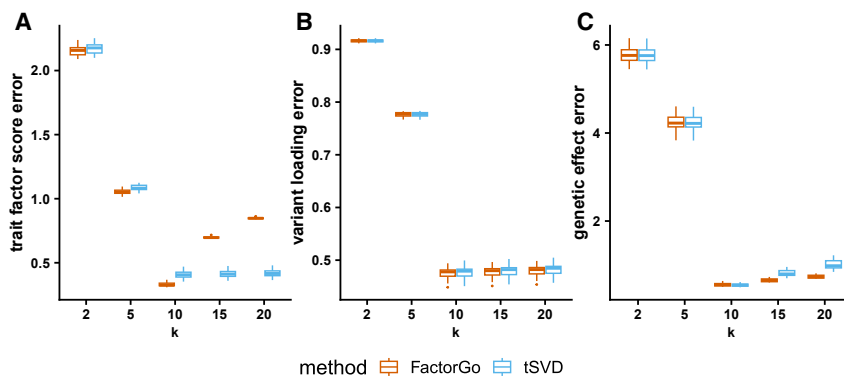 A
trait factor score error
2.0
1.5
1.0
0.5
2 5 10 15 20
k
B
variant loading error
0.9
0.8
0.7
0.6
0.5
2 5 10 15 20
k
C
genetic effect error
6
4
2
2 5 10 15 20
k
method FactorGo tSVD